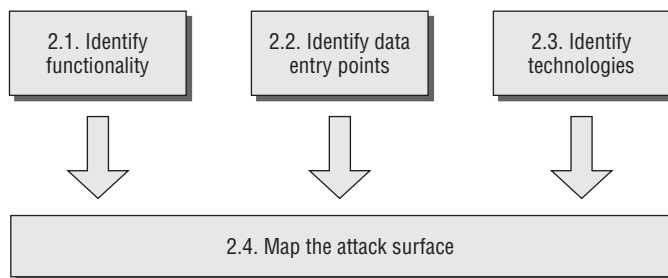 2.1. Identify
functionality
2.2. Identify data
entry points
2.3. Identify
technologies
2.4. Map the attack surface